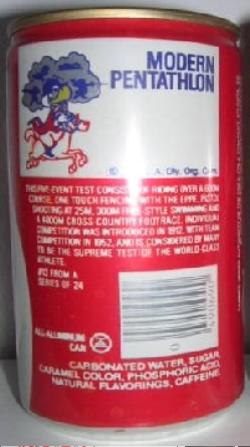 MODERN
PENTATHLON
THIS FIVE-EVENT TEST CONSISTS OF RIDING OVER A 600M
COURSE, ONE TOUCH FENCING WITH THE EPPE, PISTOL
SHOOTING AT 25M, 300M FREE-STYLE SWIMMING AND
A 4000M CROSS-COUNTRY FOOTRACE. INDIVIDUAL
COMPETITION WAS INTRODUCED IN 1912, WITH TEAM
COMPETITION IN 1952, AND IS CONSIDERED BY MANY
TO BE THE SUPREME TEST OF THE WORLD-CLASS
ATHLETE.
#13 FROM A
SERIES OF 24
ALL-ALUMINUM
CAN
CARBONATED WATER, SUGAR,
CARAMEL COLOR, PHOSPHORIC ACID,
NATURAL FLAVORINGS, CAFFEINE.